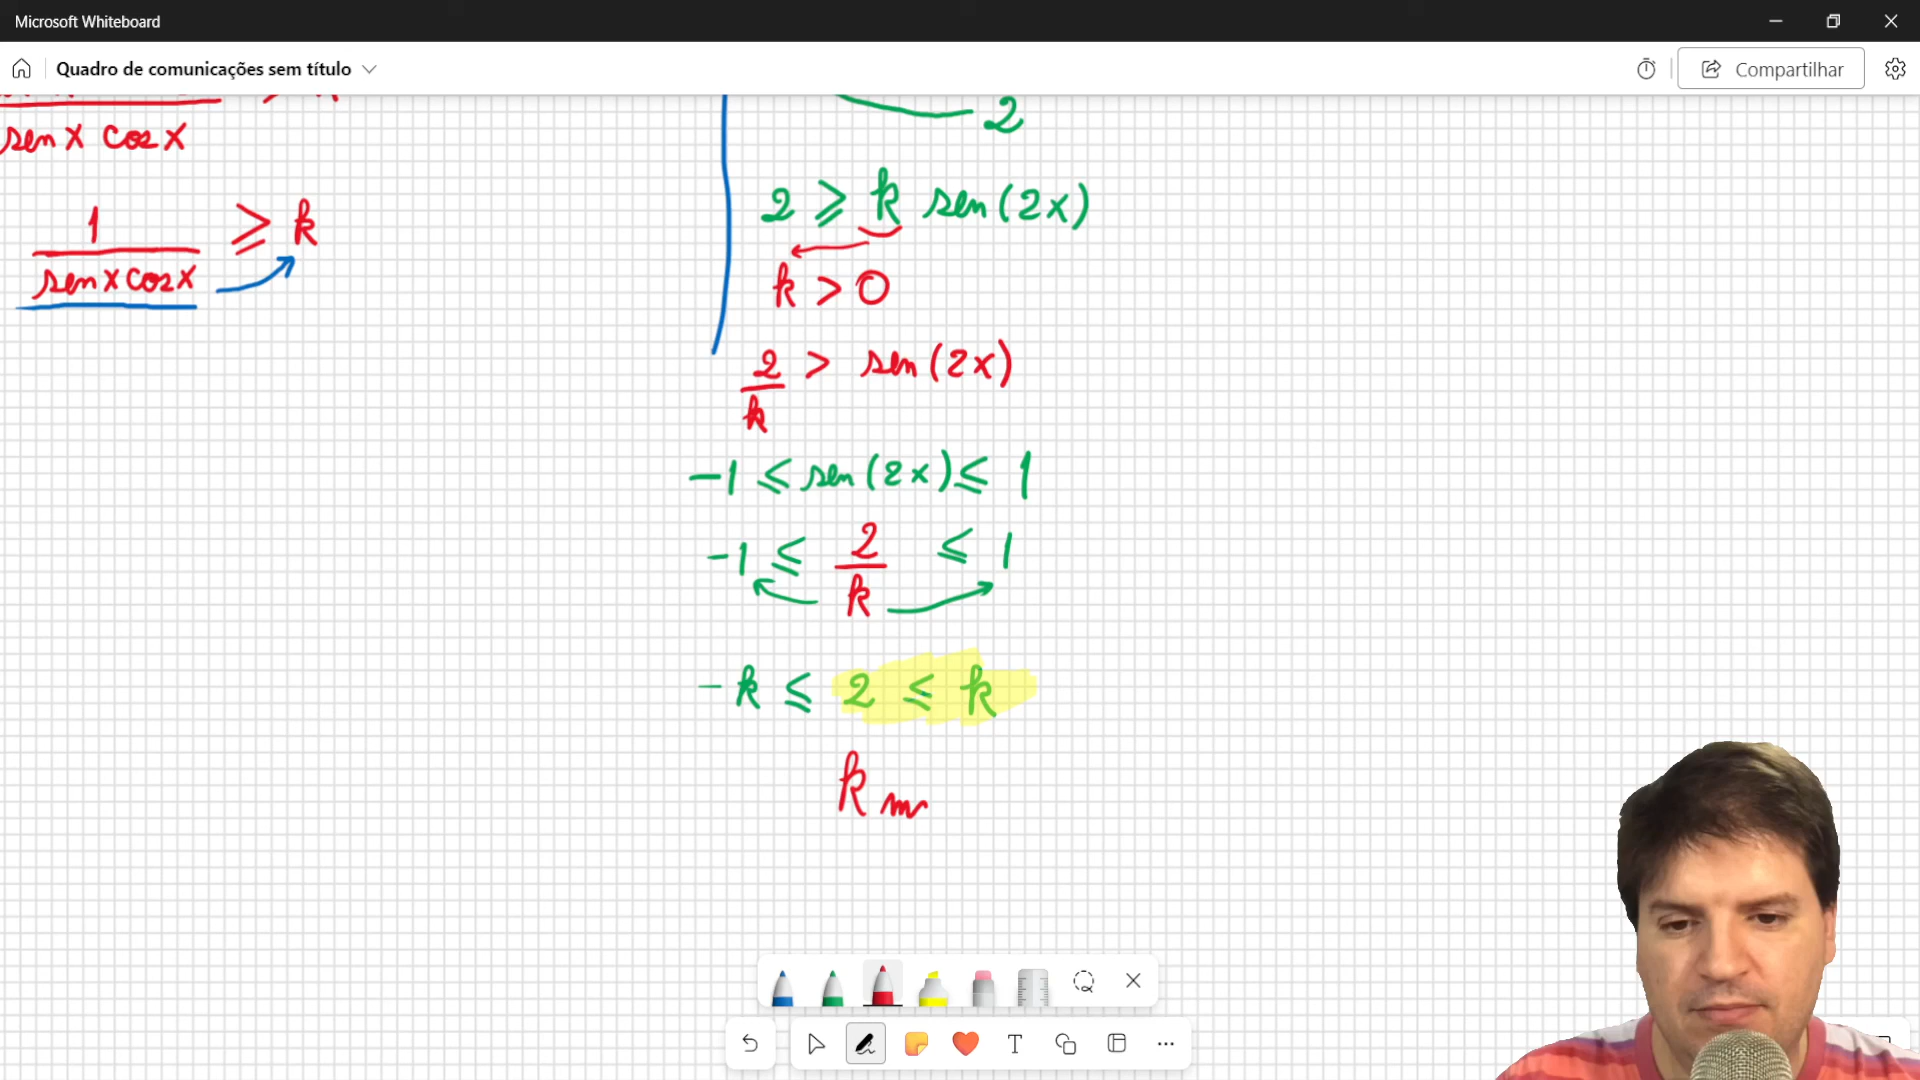 Microsoft Whiteboard
Quadro de comunicações sem título
Compartilhar
sen x cos x
1 / sen x cos x ≥ k
2
2 ≥ k sen(2x)
k > 0
2/k > sen(2x)
-1 ≤ sen(2x) ≤ 1
-1 ≤ 2/k ≤ 1
-k ≤ 2 ≤ k
k m